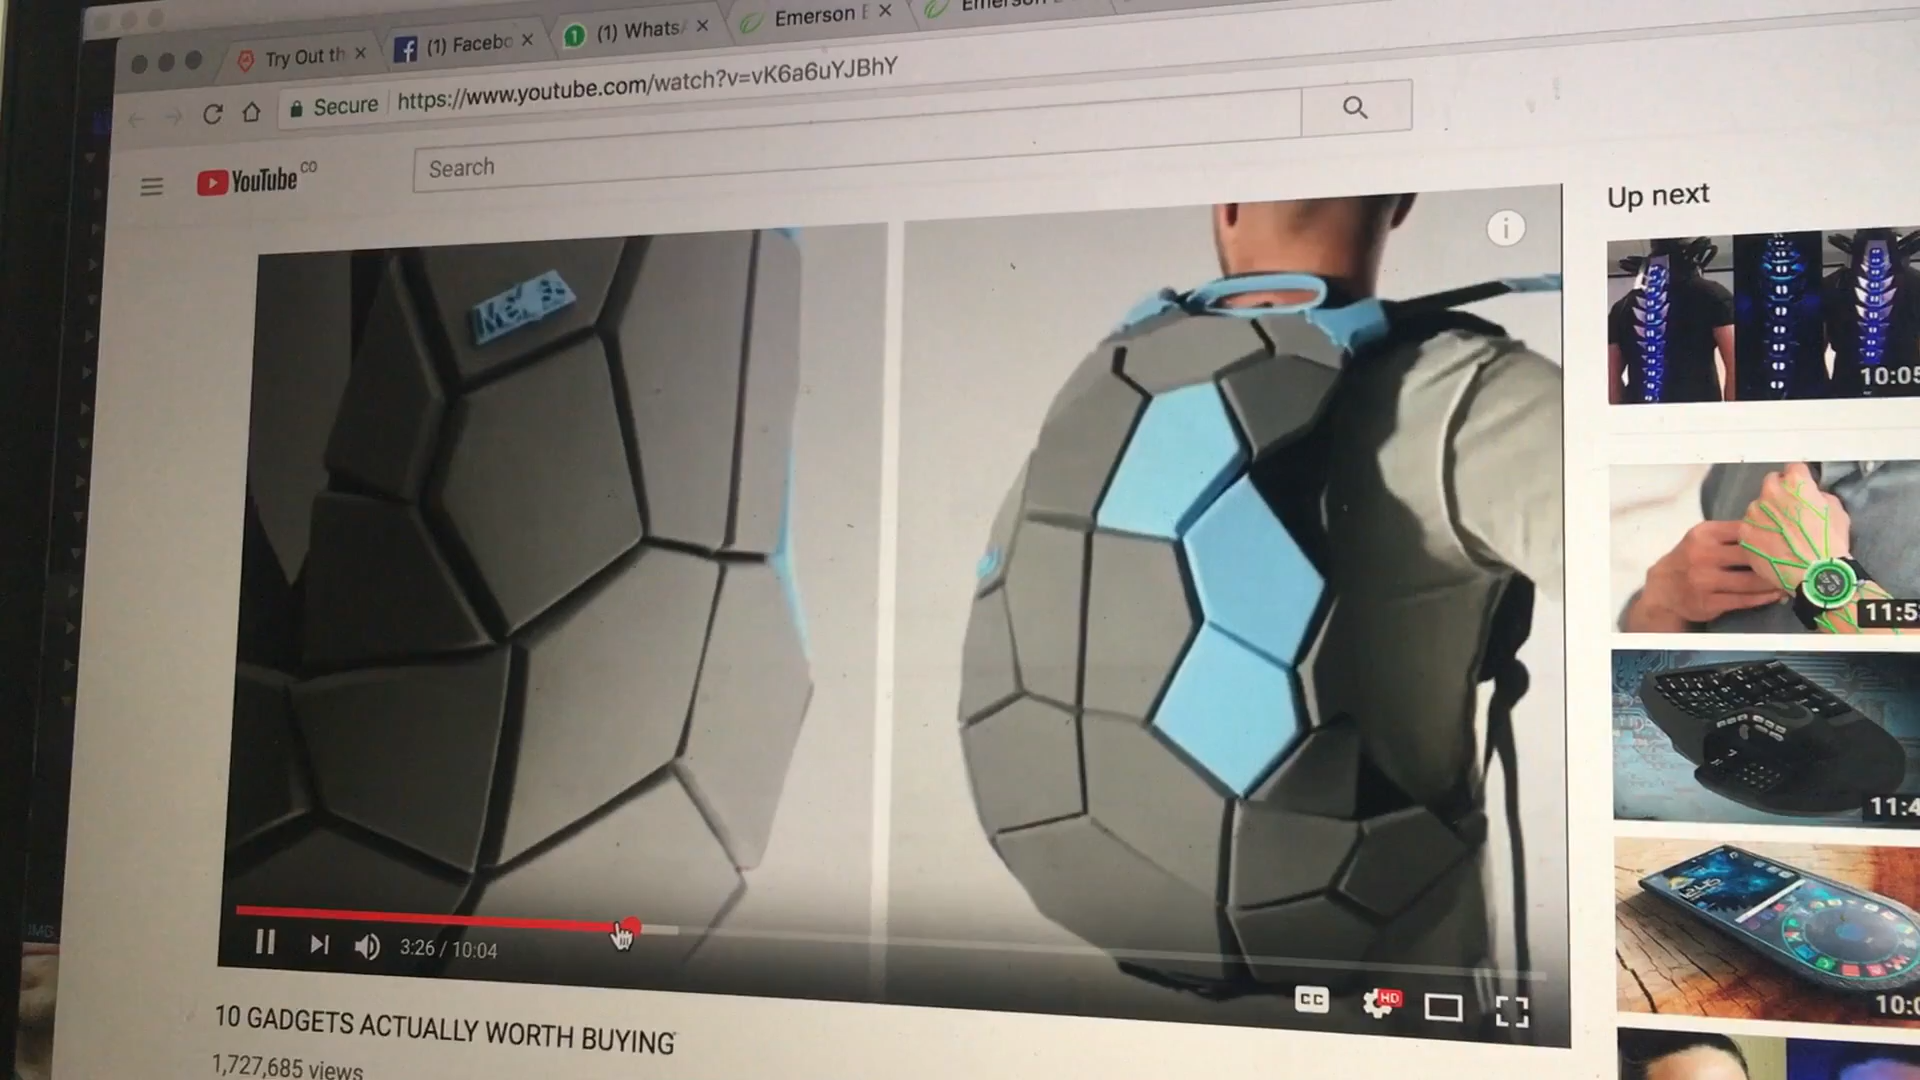 Try Out th
(1) Facebo
1
(1) Whats
Emerson E
Secure
https://www.youtube.com/watch?v=vK6a6uYJBhY
YouTube CO
Search
Up next
10:05
11:5
11:4
10:0
3:26 / 10:04
CC
HD
10 GADGETS ACTUALLY WORTH BUYING
1,727,685 views